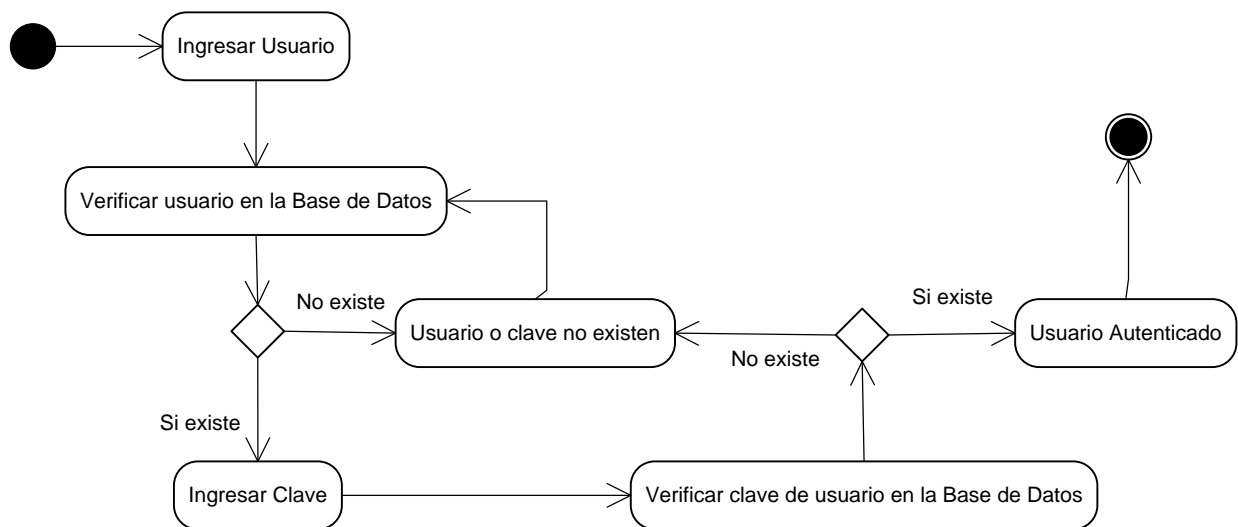 Ingresar Usuario
Verificar usuario en la Base de Datos
No existe
Usuario o clave no existen
Si existe
Ingresar Clave
Verificar clave de usuario en la Base de Datos
No existe
Si existe
Usuario Autenticado